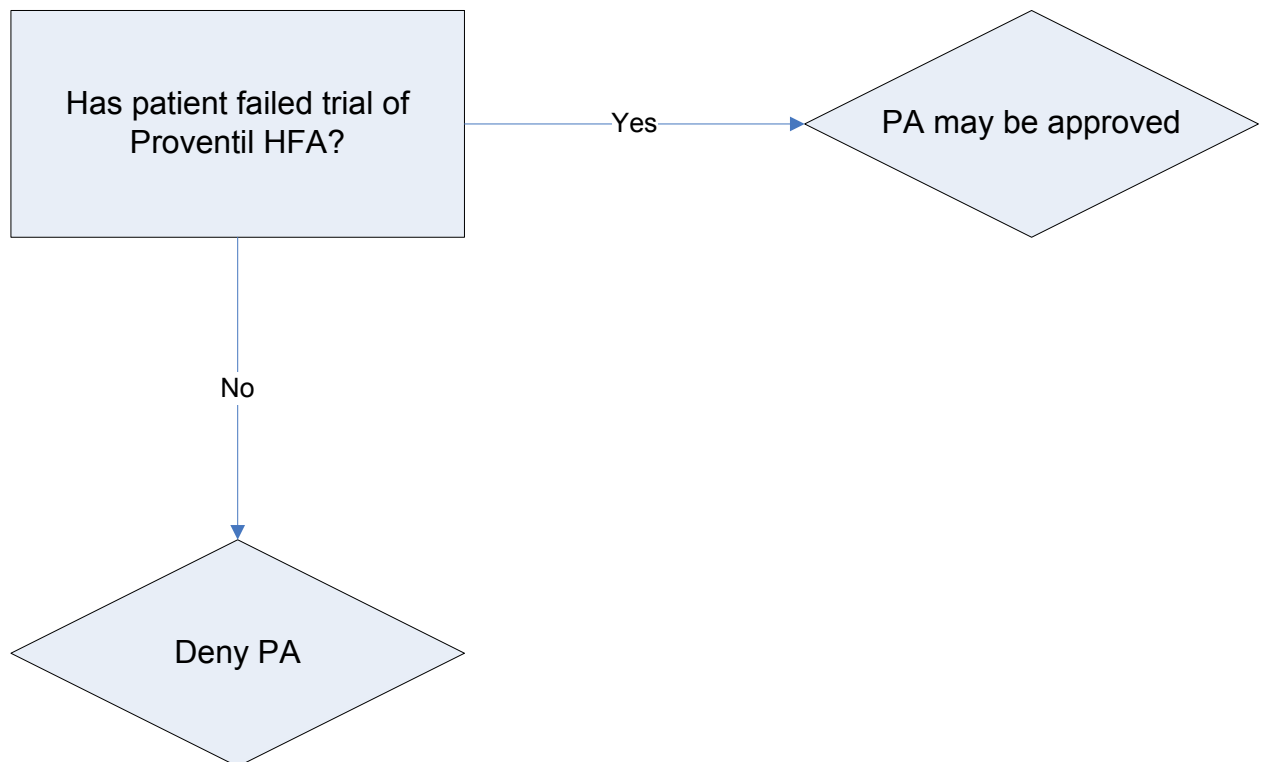 Has patient failed trial of
Proventil HFA?
Yes
PA may be approved
No
Deny PA